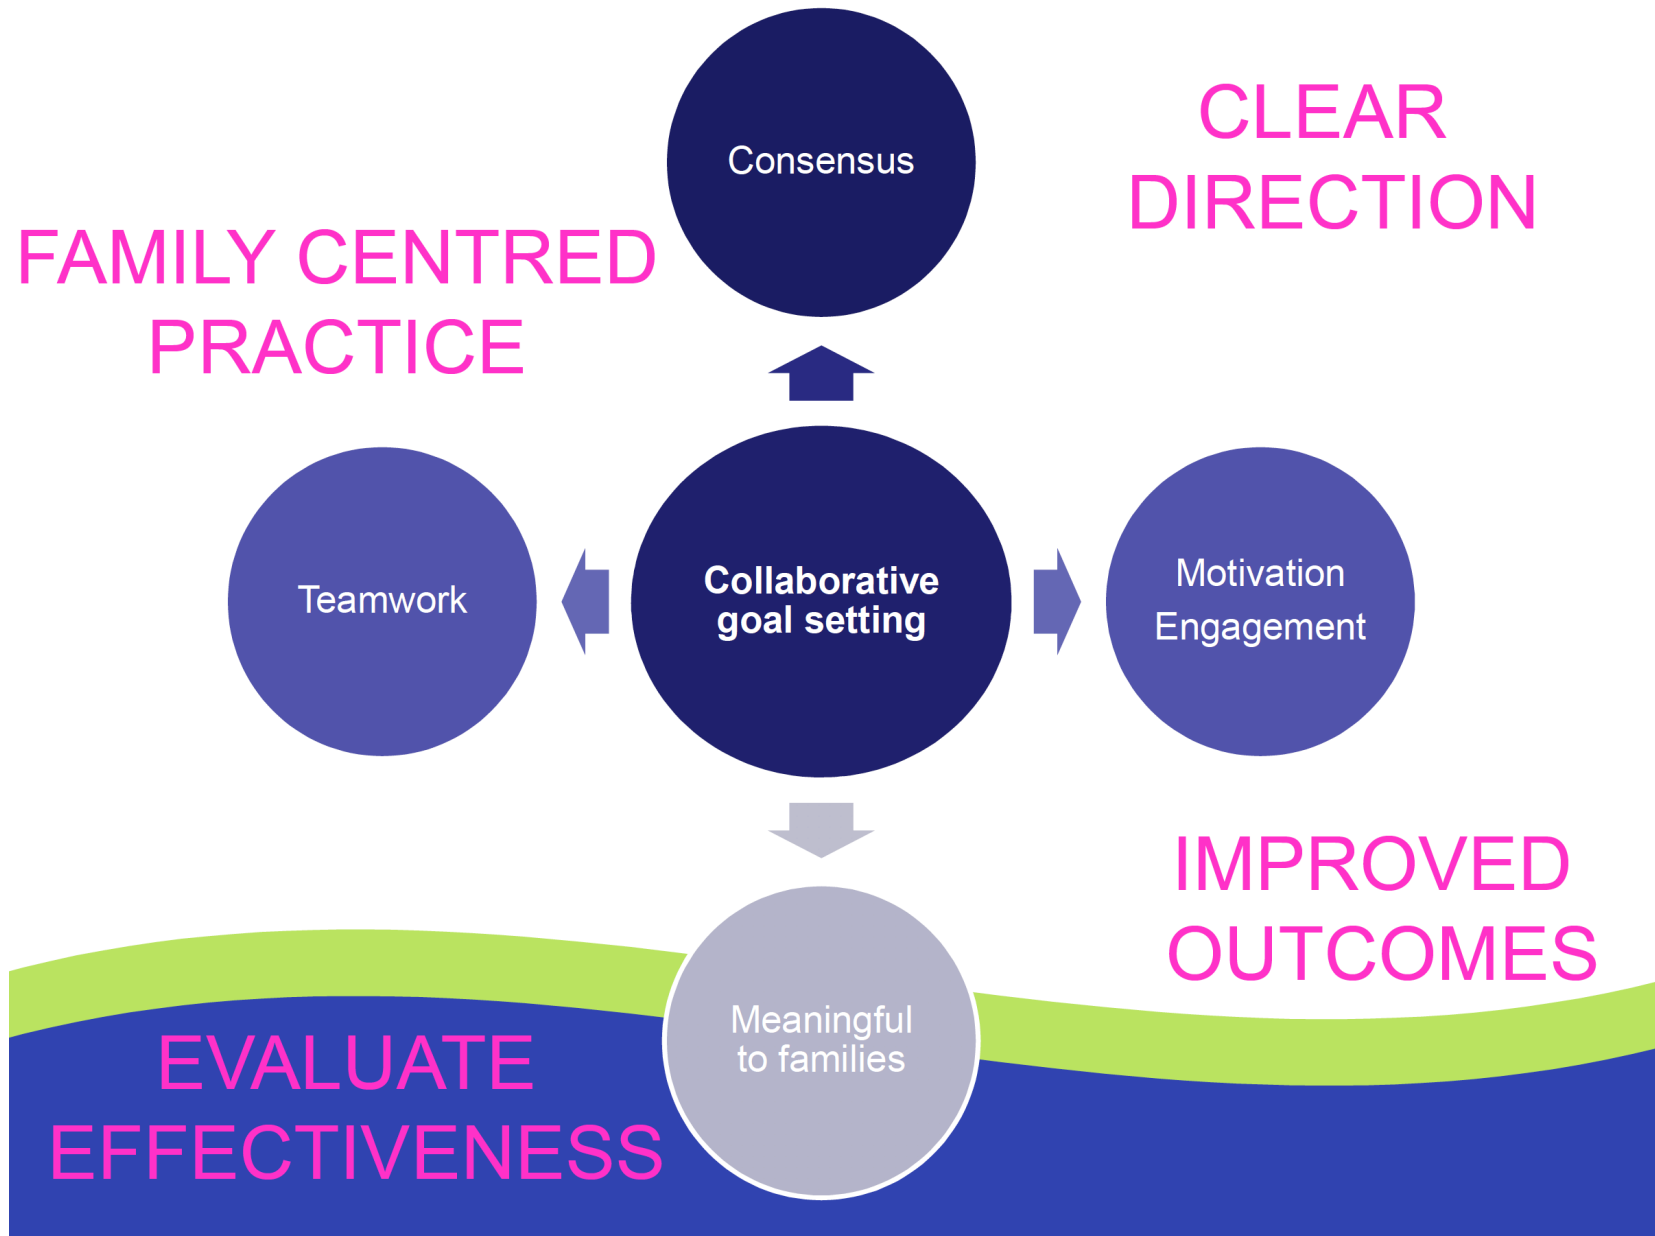 Consensus
CLEAR
DIRECTION
FAMILY CENTRED
PRACTICE
Teamwork
Collaborative
goal setting
Motivation
Engagement
IMPROVED
OUTCOMES
Meaningful
to families
EVALUATE
EFFECTIVENESS